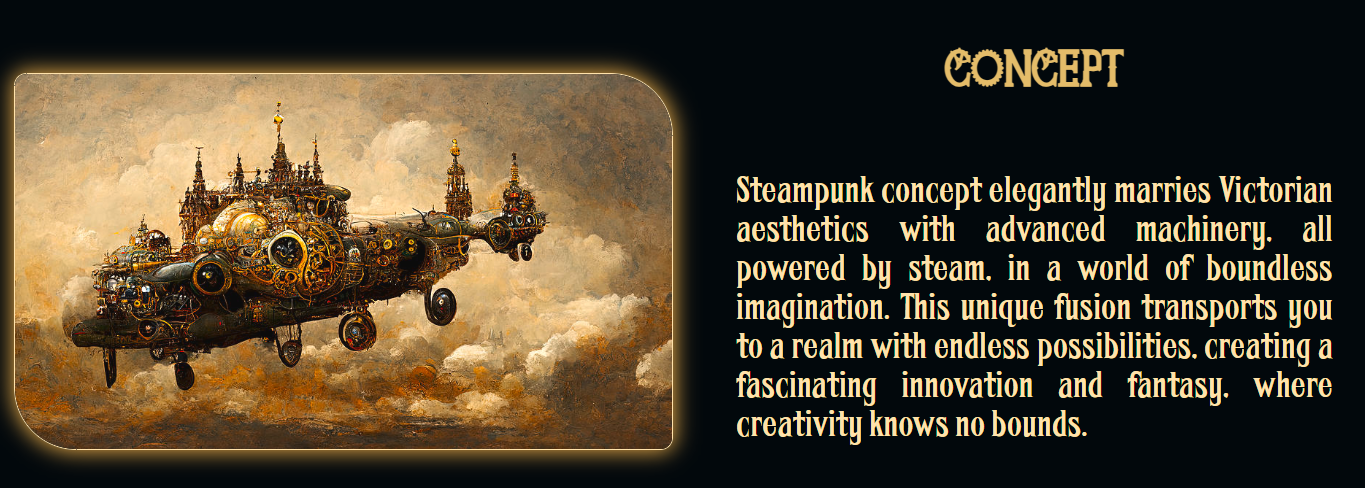 CONCEPT
Steampunk concept elegantly marries Victorian
aesthetics with advanced machinery, all
powered by steam, in a world of boundless
imagination. This unique fusion transports you
to a realm with endless possibilities, creating a
fascinating innovation and fantasy, where
creativity knows no bounds.